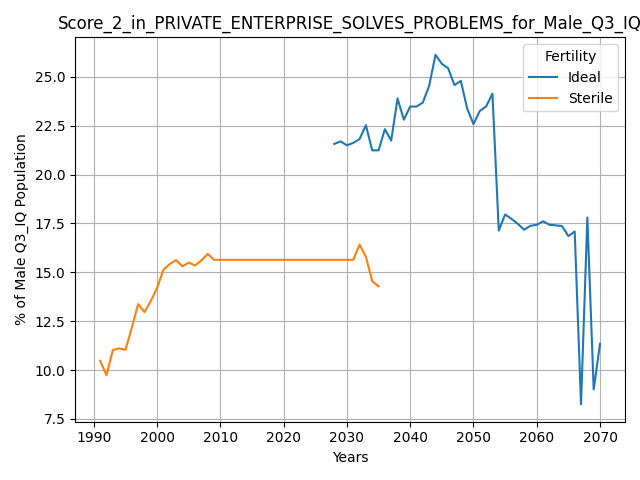 Score_2_in_PRIVATE_ENTERPRISE_SOLVES_PROBLEMS_for_Male_Q3_IQ
Fertility
Ideal
Sterile
% of Male Q3_IQ Population
25.0
22.5
20.0
17.5
15.0
12.5
10.0
7.5
1990 2000 2010 2020 2030 2040 2050 2060 2070
Years